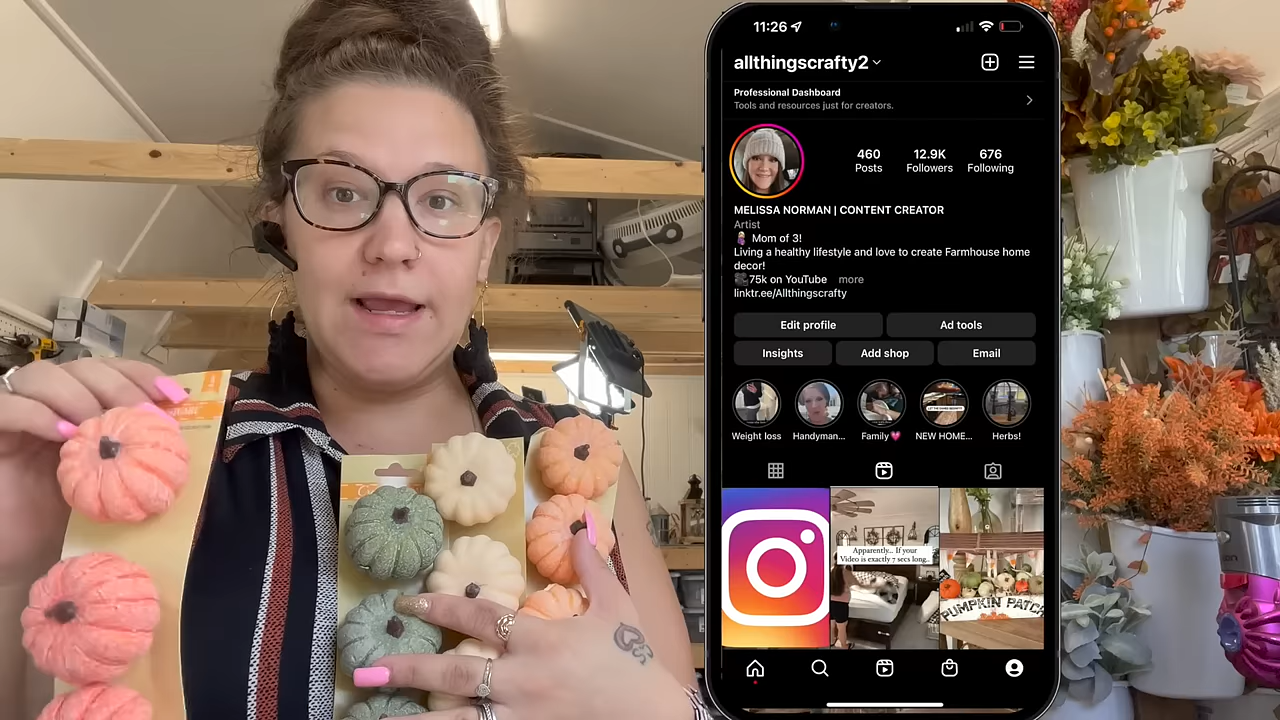 11:26
allthingscrafty2
Professional Dashboard
Tools and resources just for creators.
460
Posts
12.9K
Followers
676
Following
MELISSA NORMAN | CONTENT CREATOR
Artist
Mom of 3!
Living a healthy lifestyle and love to create Farmhouse home
decor!
75k on YouTube more
linktr.ee/Allthingscrafty
Edit profile
Ad tools
Insights
Add shop
Email
Weight loss
Handyman...
Family
NEW HOME...
Herbs!
Apparently... If your
Video is exactly 7 secs long..
PUMPKIN PATCH